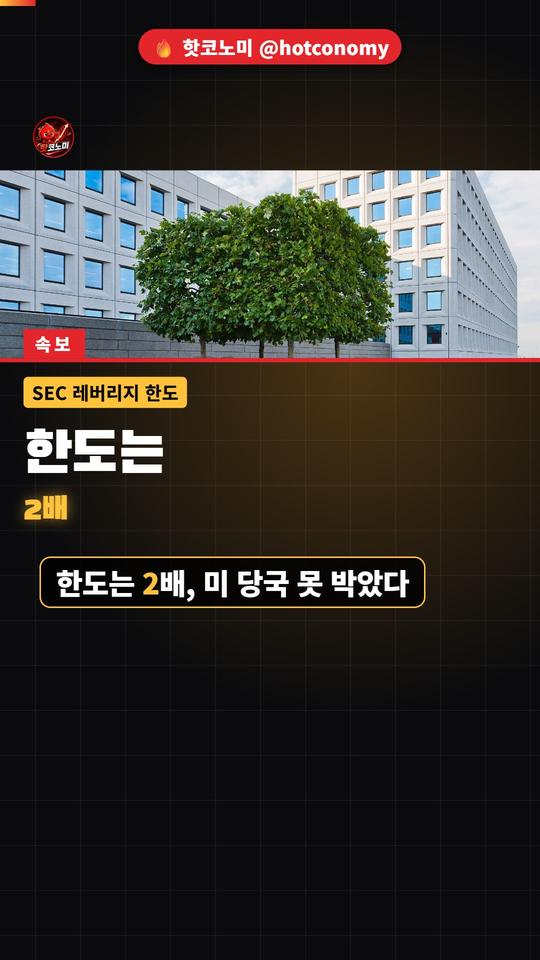 핫코노미 @hotconomy
핫코노미
속보
SEC 레버리지 한도
한도는
2배
한도는 2배, 미 당국 못 박았다